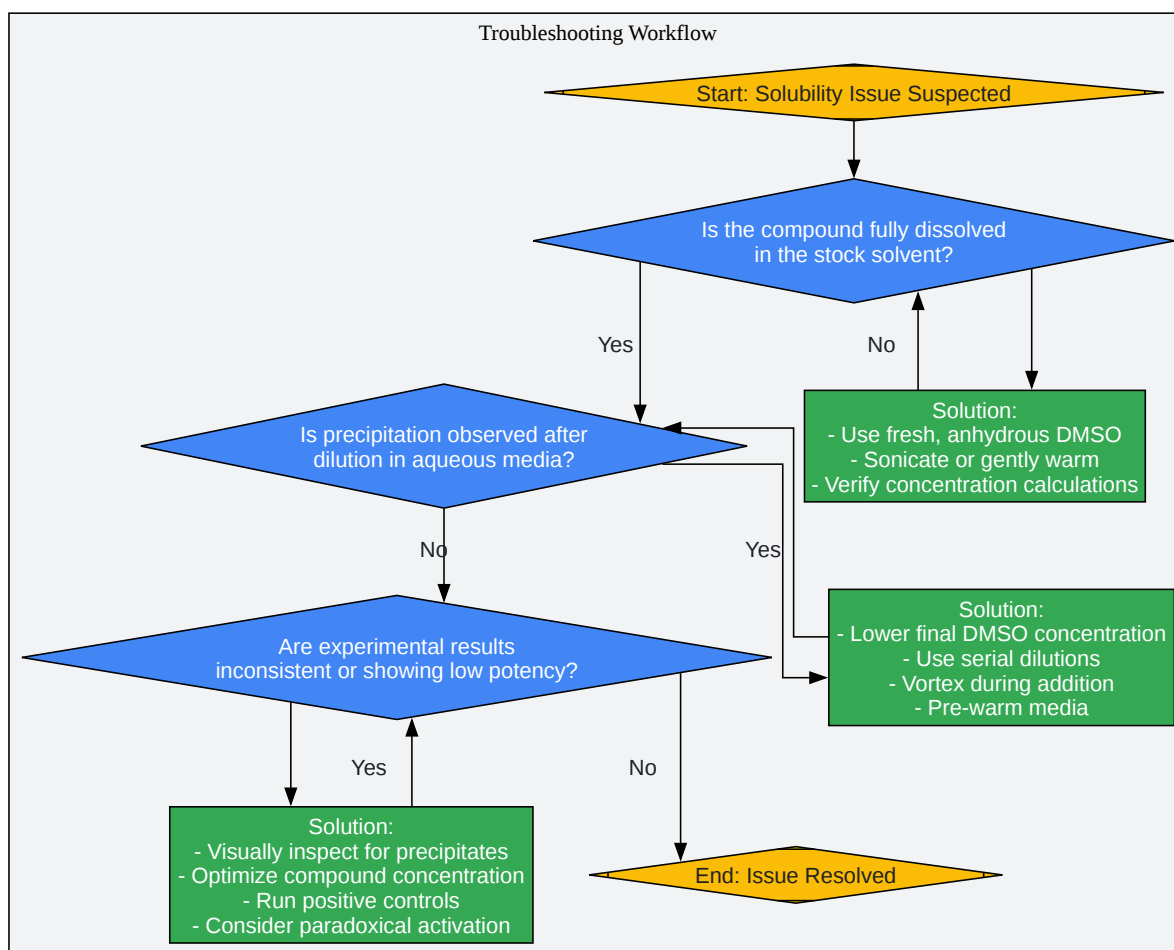 Troubleshooting Workflow
Start: Solubility Issue Suspected
Is the compound fully dissolved
in the stock solvent?
Yes
No
Solution:
- Use fresh, anhydrous DMSO
- Sonicate or gently warm
- Verify concentration calculations
Is precipitation observed after
dilution in aqueous media?
No
Yes
Solution:
- Lower final DMSO concentration
- Use serial dilutions
- Vortex during addition
- Pre-warm media
Are experimental results
inconsistent or showing low potency?
Yes
No
Solution:
- Visually inspect for precipitates
- Optimize compound concentration
- Run positive controls
- Consider paradoxical activation
End: Issue Resolved